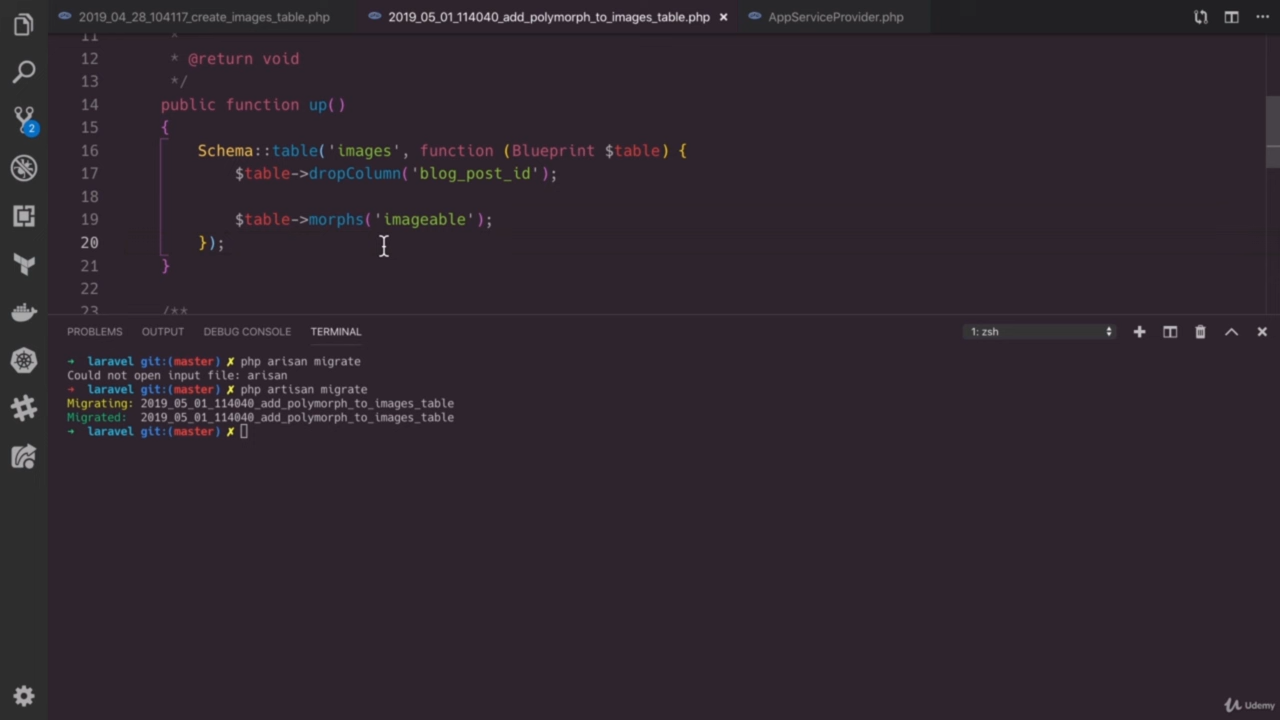 2019_04_28_104117_create_images_table.php
2019_05_01_114040_add_polymorph_to_images_table.php
AppServiceProvider.php
11 *
12 * @return void
13 */
14 public function up()
15 {
16 Schema::table('images', function (Blueprint $table) {
17 $table->dropColumn('blog_post_id');
18
19 $table->morphs('imageable');
20 });
21 }
22
23 /**
2
PROBLEMS OUTPUT DEBUG CONSOLE TERMINAL 1: zsh
→ laravel git:(master) ✗ php arisan migrate
Could not open input file: arisan
→ laravel git:(master) ✗ php artisan migrate
Migrating: 2019_05_01_114040_add_polymorph_to_images_table
Migrated: 2019_05_01_114040_add_polymorph_to_images_table
→ laravel git:(master) ✗
Udemy